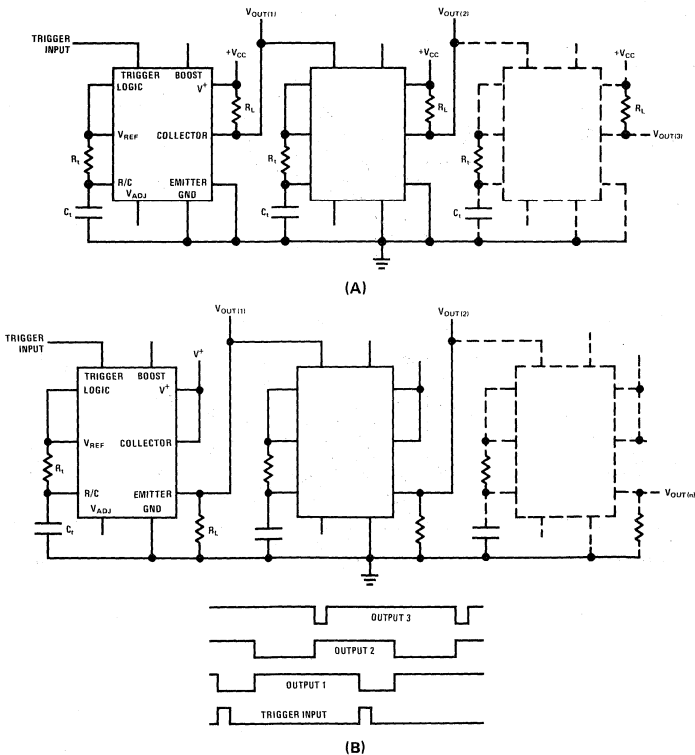 VOUT(1)
VOUT(2)
TRIGGER
INPUT
+VCC
+VCC
+VCC
TRIGGER BOOST
LOGIC V+
RL
RL
RL
VREF COLLECTOR
VOUT(3)
Rt
Rt
Rt
R/C EMITTER
VADJ GND
Ct
Ct
Ct
(A)
VOUT(1)
VOUT(2)
TRIGGER
INPUT
V+
TRIGGER BOOST
LOGIC V+
VREF COLLECTOR
Rt
R/C EMITTER
VOUT(n)
VADJ GND
Ct
RL
OUTPUT 3
OUTPUT 2
OUTPUT 1
TRIGGER INPUT
(B)